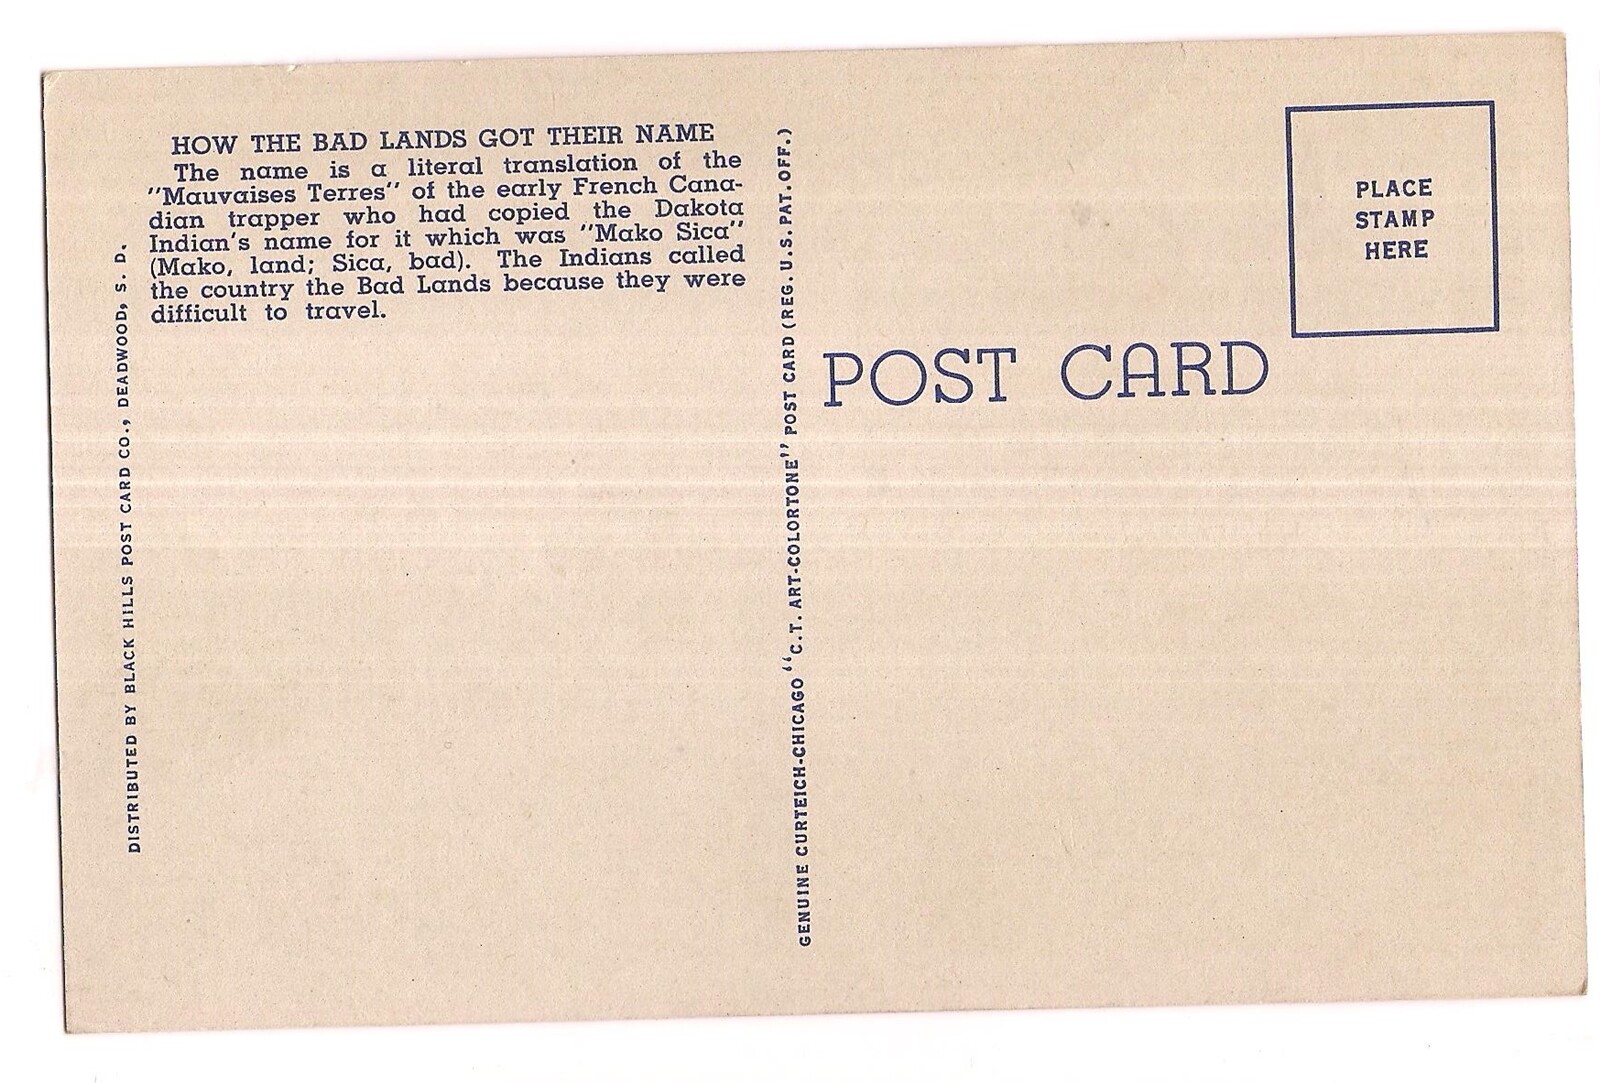 HOW THE BAD LANDS GOT THEIR NAME
The name is a literal translation of the
"Mauvaises Terres" of the early French Cana-
dian trapper who had copied the Dakota
Indian's name for it which was "Mako Sica"
(Mako, land; Sica, bad). The Indians called
the country the Bad Lands because they were
difficult to travel.
DISTRIBUTED BY BLACK HILLS POST CARD CO., DEADWOOD, S. D.
GENUINE CURTEICH-CHICAGO "C.T. ART-COLORTONE" POST CARD (REG. U.S. PAT. OFF.)
POST CARD
PLACE
STAMP
HERE